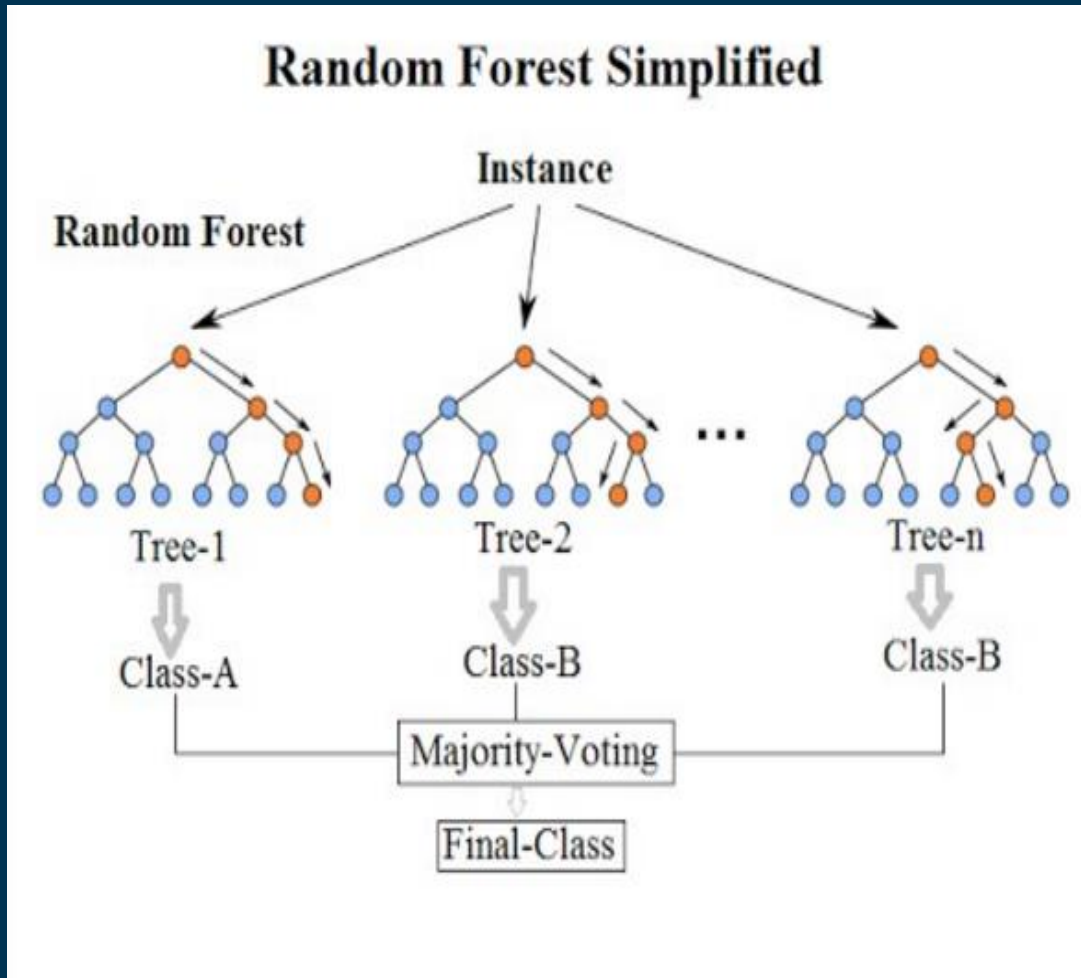 Random Forest Simplified
Instance
Random Forest
...
Tree-1
Tree-2
Tree-n
Class-A
Class-B
Class-B
Majority-Voting
Final-Class